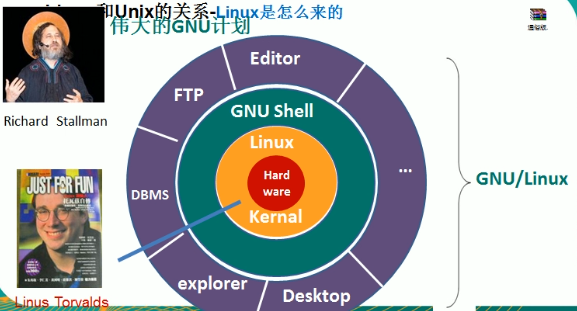 和Unix的关系-Linux是怎么来的
伟大的GNU计划
Richard Stallman
JUST FOR FUN
Linus Torvalds
Editor
FTP
GNU Shell
Linux
Hard
ware
Kernal
DBMS
explorer
Desktop
...
GNU/Linux